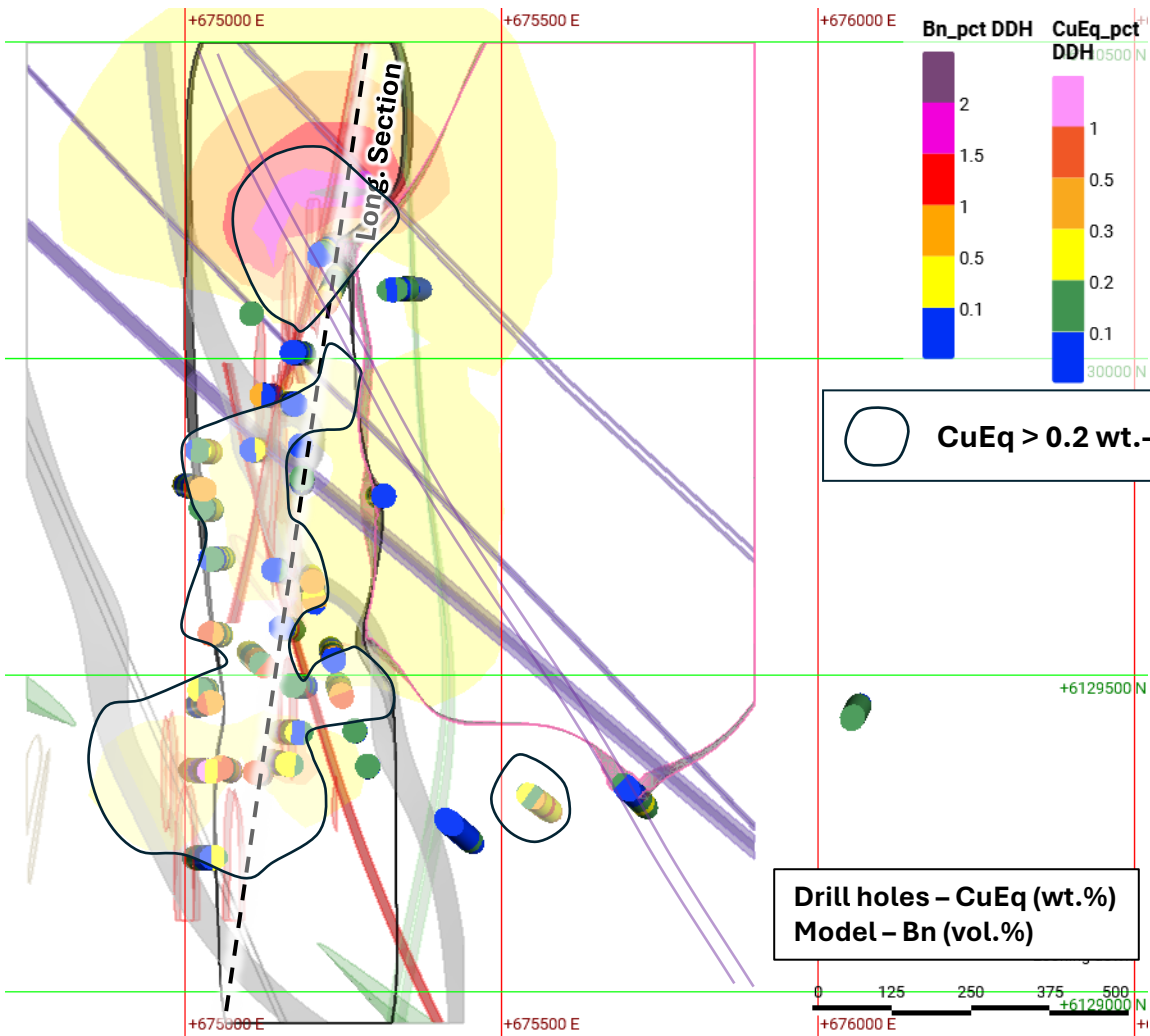 +675000 E
+675500 E
+676000 E
Bn_pct DDH
CuEq_pct
DDH
0500 N
2
1.5
1
0.5
0.1
1
0.5
0.3
0.2
0.1
30000 N
Long. Section
CuEq > 0.2 wt.-
+6129500 N
Drill holes – CuEq (wt.%)
Model – Bn (vol.%)
0 125 250 375 500
+6129000 N
+675000 E
+675500 E
+676000 E